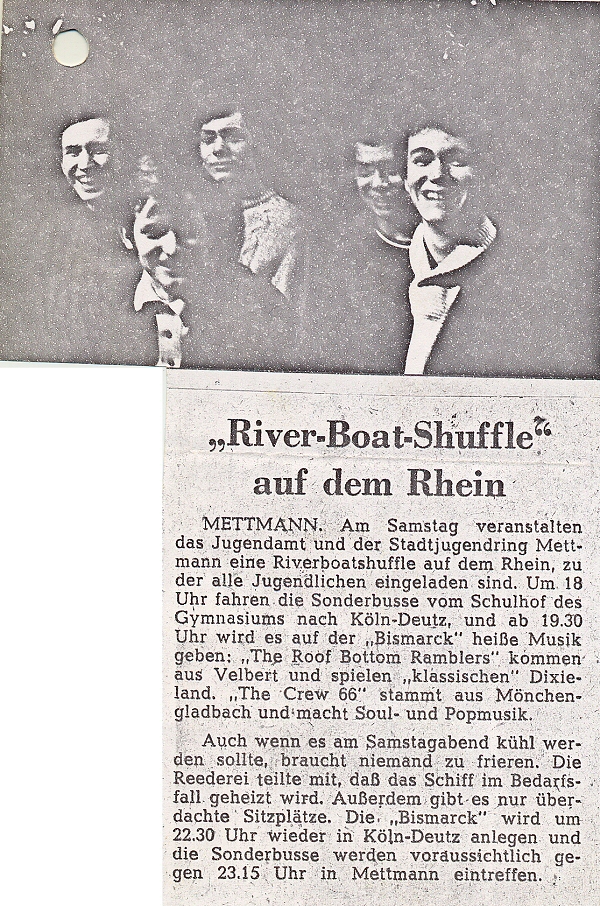 „River-Boat-Shuffle“
auf dem Rhein
METTMANN. Am Samstag veranstalten
das Jugendamt und der Stadtjugendring Mett-
mann eine Riverboatshuffle auf dem Rhein, zu
der alle Jugendlichen eingeladen sind. Um 18
Uhr fahren die Sonderbusse vom Schulhof des
Gymnasiums nach Köln-Deutz, und ab 19.30
Uhr wird es auf der „Bismarck" heiße Musik
geben: „The Roof Bottom Ramblers" kommen
aus Velbert und spielen „klassischen" Dixie-
land. „The Crew 66" stammt aus Mönchen-
gladbach und macht Soul- und Popmusik.
Auch wenn es am Samstagabend kühl wer-
den sollte, braucht niemand zu frieren. Die
Reederei teilte mit, daß das Schiff im Bedarfs-
fall geheizt wird. Außerdem gibt es nur über-
dachte Sitzplätze. Die „Bismarck" wird um
22.30 Uhr wieder in Köln-Deutz anlegen und
die Sonderbusse werden voraussichtlich ge-
gen 23.15 Uhr in Mettmann eintreffen.